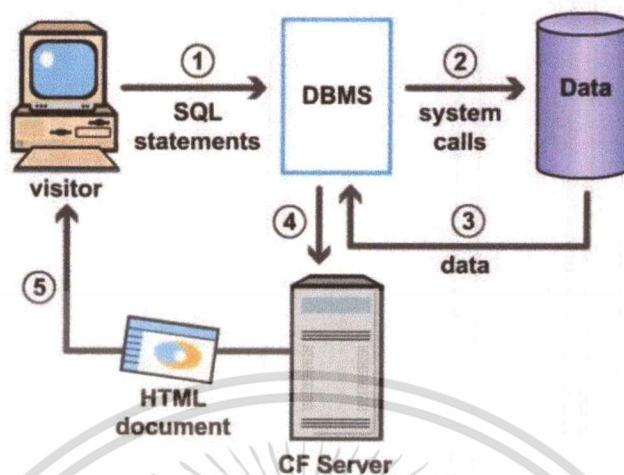 ①
SQL
statements
visitor
DBMS
②
system
calls
Data
③
data
④
⑤
HTML
document
CF Server